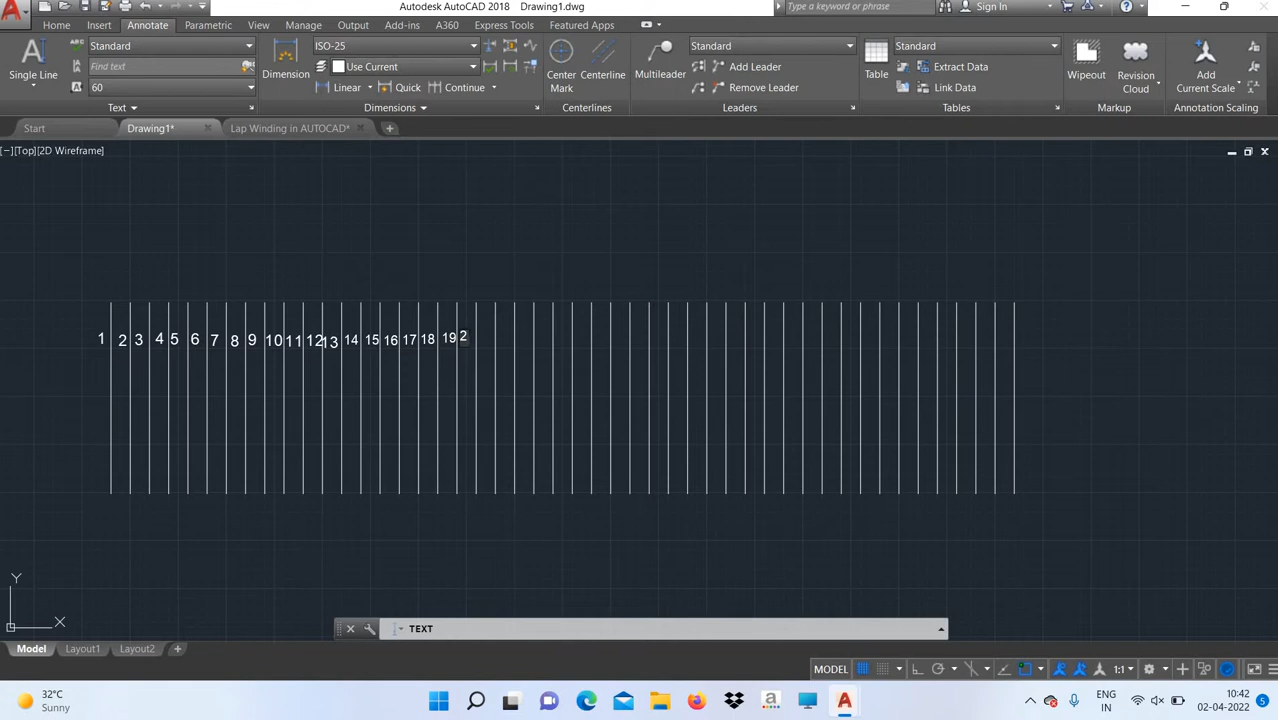 Autodesk AutoCAD 2018 Drawing1.dwg Type a keyword or phrase Sign In
Home Insert Annotate Parametric View Manage Output Add-ins A360 Express Tools Featured Apps
Standard ISO-25 Standard Standard
Find text Use Current Add Leader Extract Data
Single Line Dimension Center Mark Centerline Multileader Table Wipeout Revision Cloud Add Current Scale
60 Linear Quick Continue Remove Leader Link Data
Text Dimensions Centerlines Leaders Tables Markup Annotation Scaling
Start Drawing1* Lap Winding in AUTOCAD*
[−][Top][2D Wireframe]
1 2 3 4 5 6 7 8 9 10 11 12 13 14 15 16 17 18 19 2
Y
X
TEXT
Model Layout1 Layout2
MODEL 1:1
32°C
Sunny
ENG
IN
10:42
02-04-2022
5